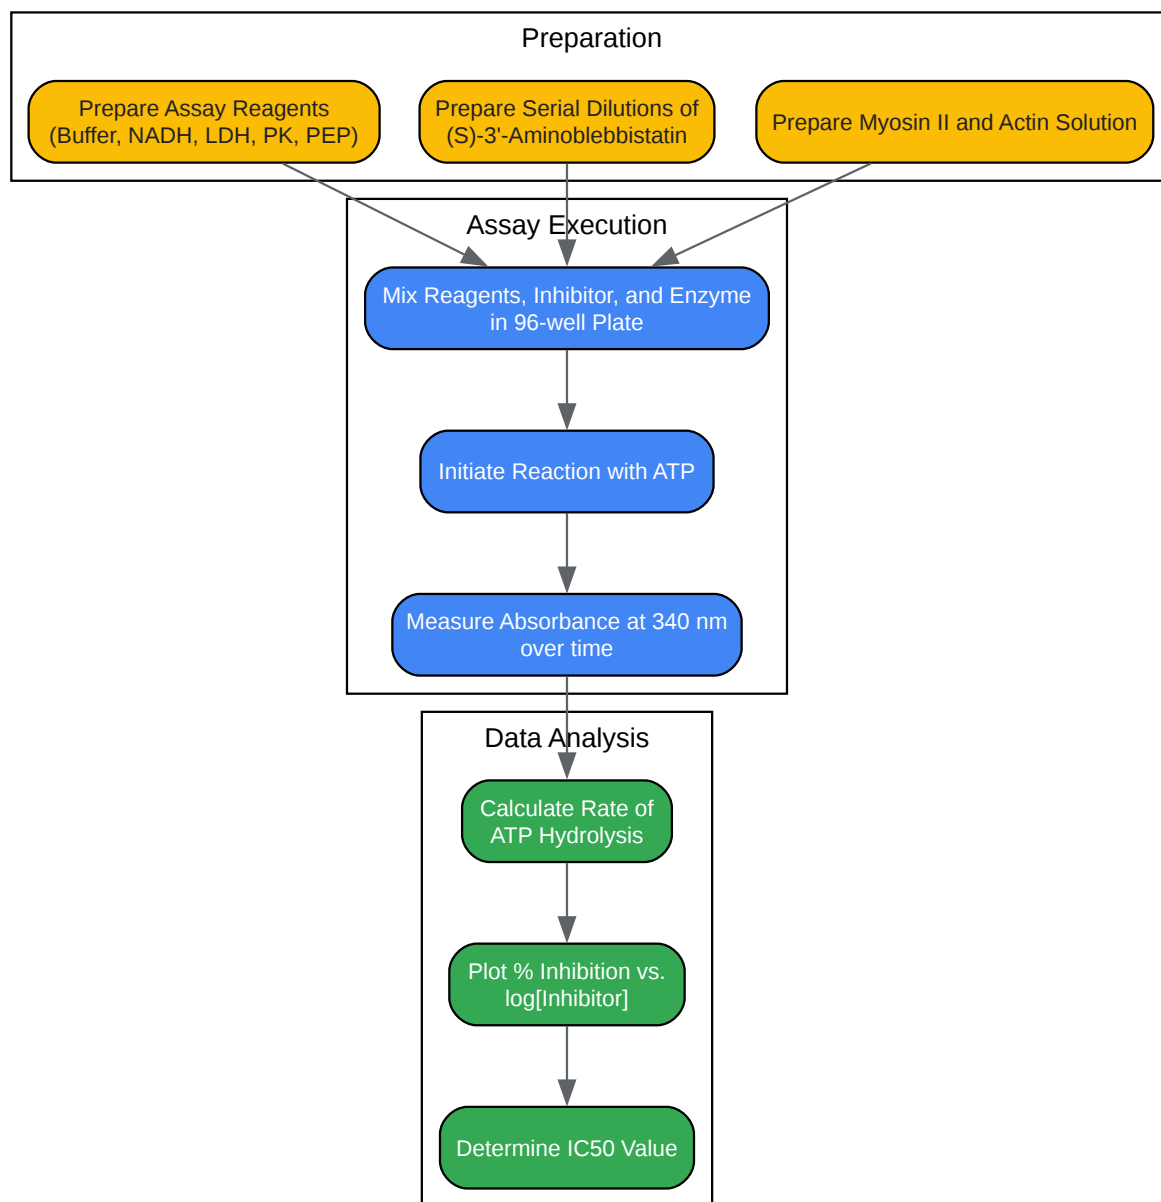 Preparation
Prepare Assay Reagents
(Buffer, NADH, LDH, PK, PEP)
Prepare Serial Dilutions of
(S)-3'-Aminoblebbistatin
Prepare Myosin II and Actin Solution
Assay Execution
Mix Reagents, Inhibitor, and Enzyme
in 96-well Plate
Initiate Reaction with ATP
Measure Absorbance at 340 nm
over time
Data Analysis
Calculate Rate of
ATP Hydrolysis
Plot % Inhibition vs.
log[Inhibitor]
Determine IC50 Value